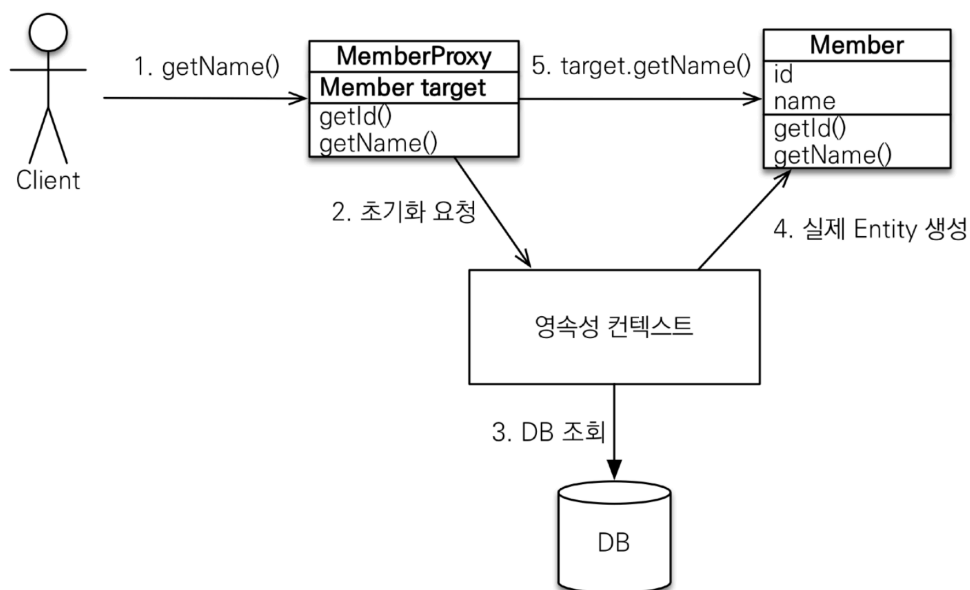 1. getName()
MemberProxy
Member target
getId()
getName()
5. target.getName()
Member
id
name
getId()
getName()
Client
2. 초기화 요청
4. 실제 Entity 생성
영속성 컨텍스트
3. DB 조회
DB